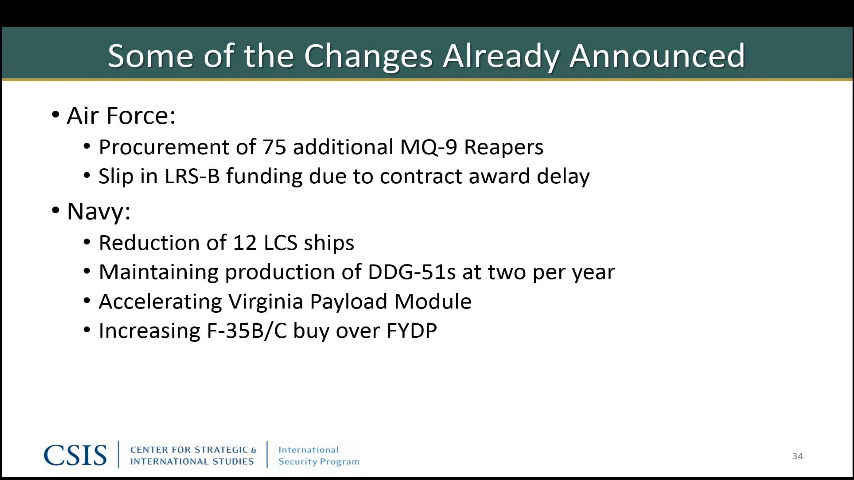 Some of the Changes Already Announced
• Air Force:
• Procurement of 75 additional MQ-9 Reapers
• Slip in LRS-B funding due to contract award delay
• Navy:
• Reduction of 12 LCS ships
• Maintaining production of DDG-51s at two per year
• Accelerating Virginia Payload Module
• Increasing F-35B/C buy over FYDP
CSIS
CENTER FOR STRATEGIC &
INTERNATIONAL STUDIES
International
Security Program
34